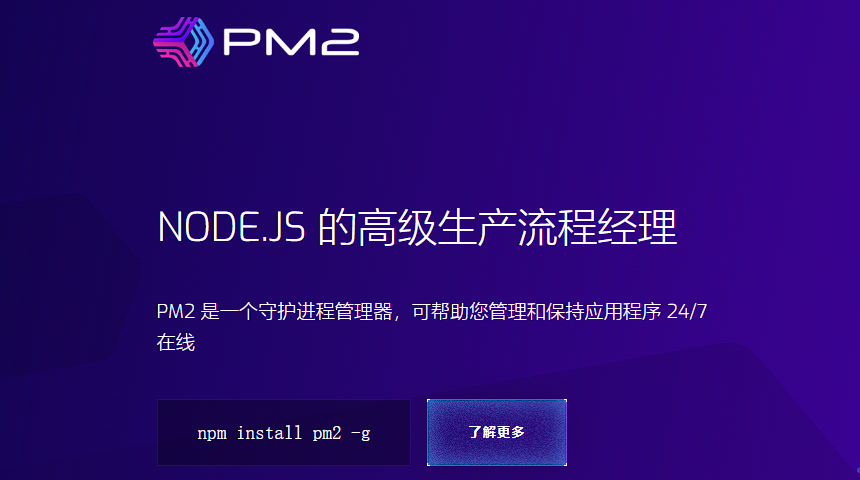 PM2
NODE.JS 的高级生产流程经理
PM2 是一个守护进程管理器，可帮助您管理和保持应用程序 24/7
在线
npm install pm2 -g
了解更多